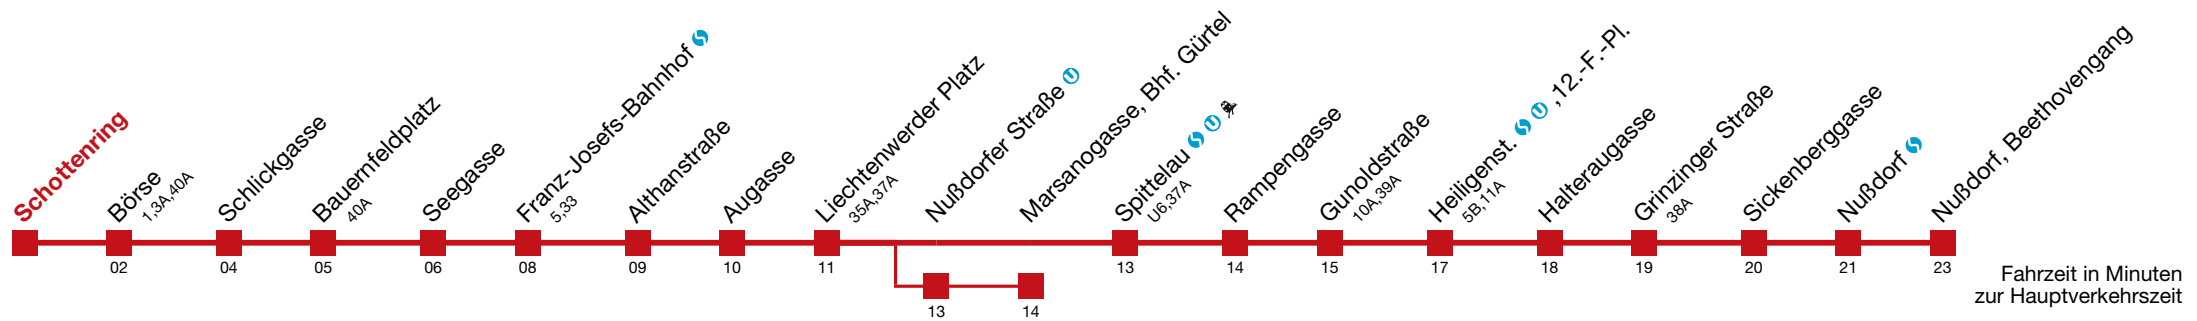 Schottenring
Börse
1,3A,40A
Schlickgasse
Bauernfeldplatz
40A
Seegasse
Franz-Josefs-Bahnhof S
5,33
Althanstraße
Augasse
Liechtenwerder Platz
35A,37A
Nußdorfer Straße U
Marsanogasse, Bhf. Gürtel
Spittelau S U
U6,37A
Rampengasse
Gunoldstraße
10A,39A
Heiligenst. S U ,12.-F.-Pl.
5B,11A
Halteraugasse
Grinzinger Straße
38A
Sickenberggasse
Nußdorf S
Nußdorf, Beethovengang
02 04 05 06 08 09 10 11 13 14 15 17 18 19 20 21 23
13 14
Fahrzeit in Minuten
zur Hauptverkehrszeit